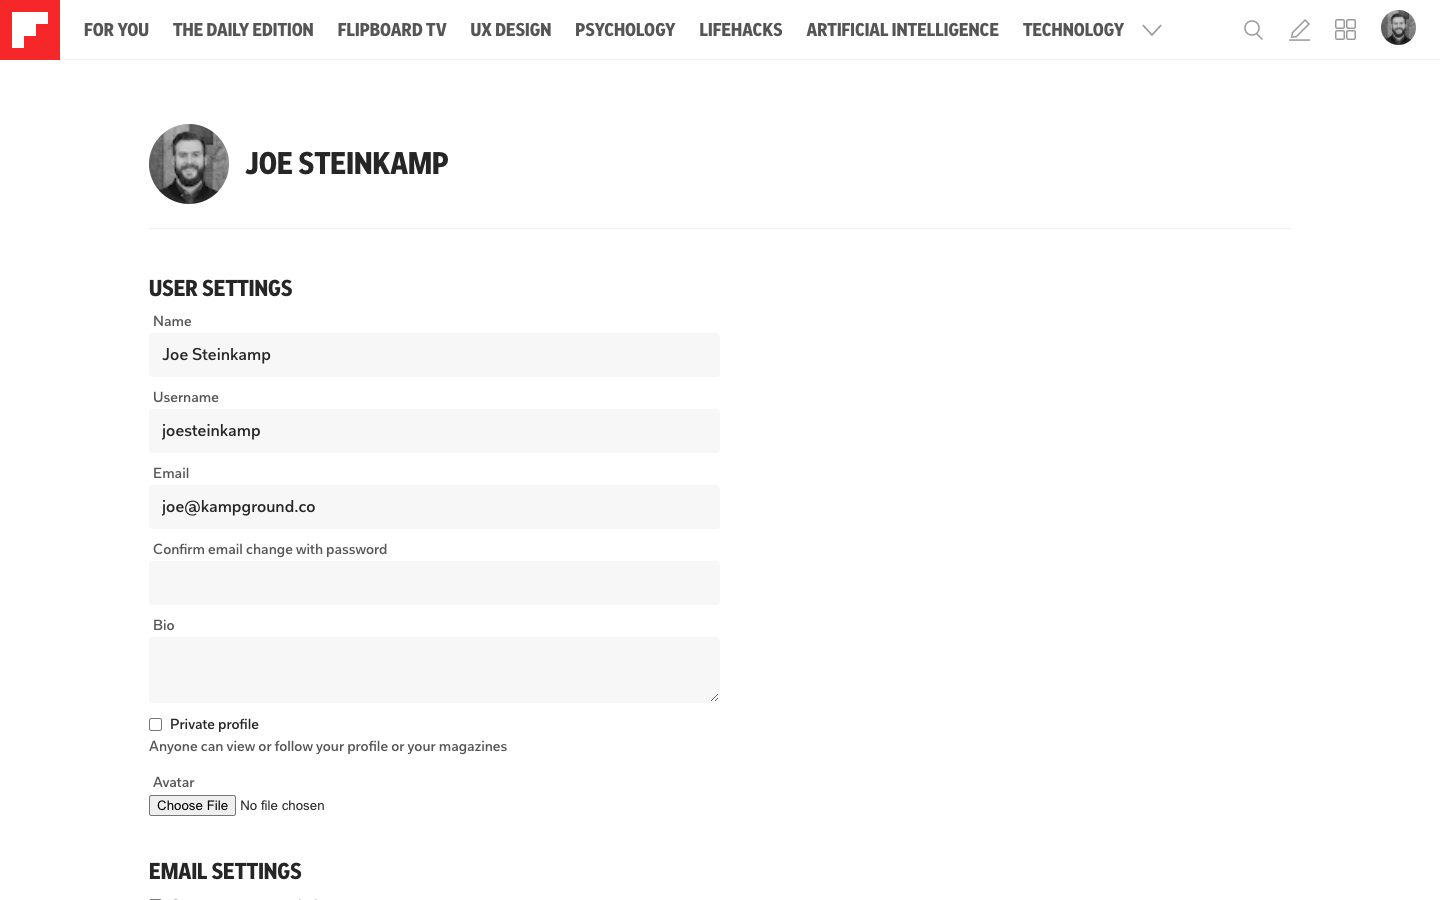 FOR YOU THE DAILY EDITION FLIPBOARD TV UX DESIGN PSYCHOLOGY LIFEHACKS ARTIFICIAL INTELLIGENCE TECHNOLOGY
JOE STEINKAMP
USER SETTINGS
Name
Joe Steinkamp
Username
joesteinkamp
Email
joe@kampground.co
Confirm email change with password
Bio
Private profile
Anyone can view or follow your profile or your magazines
Avatar
Choose File No file chosen
EMAIL SETTINGS